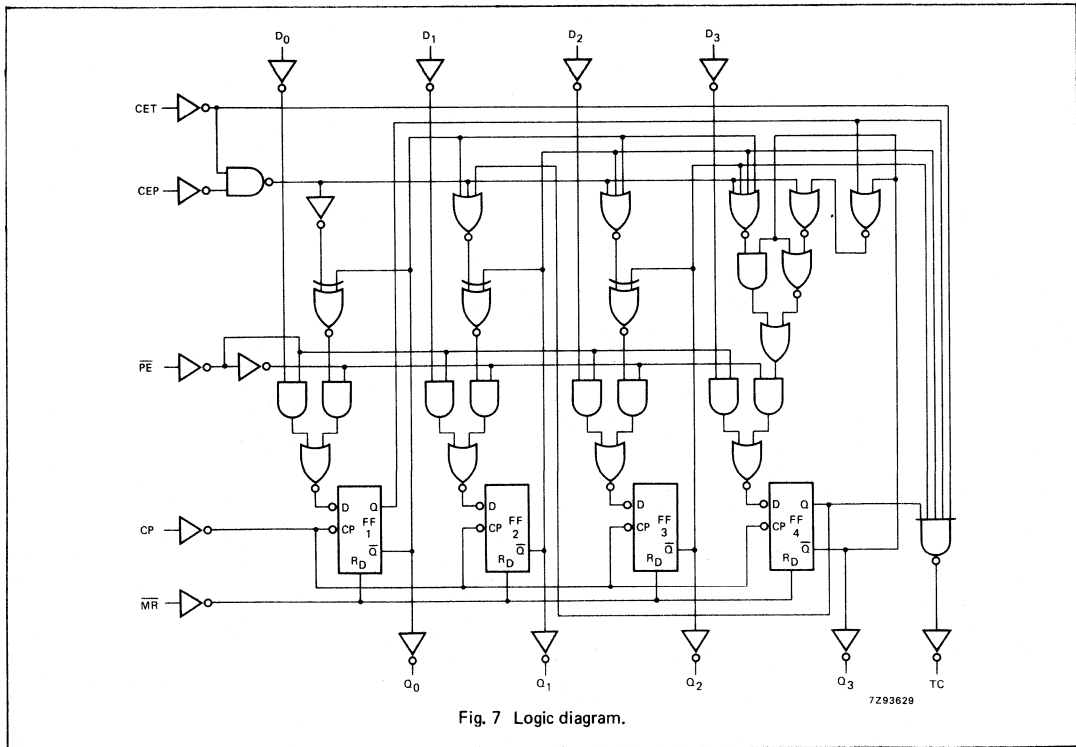 D0 D1 D2 D3
CET
CEP
PE
D Q
FF
1
CP
Q
RD
D
FF
2
CP
Q
RD
D
FF
3
CP
Q
RD
D Q
FF
4
CP
Q
RD
CP
MR
Q0 Q1 Q2 Q3 TC
7Z93629
Fig. 7 Logic diagram.